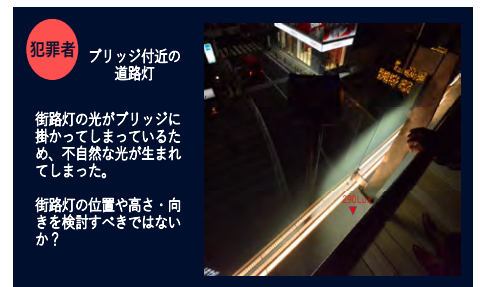 犯罪者
ブリッジ付近の
道路灯
街路灯の光がブリッジに
掛かってしまっているた
め、不自然な光が生まれ
てしまった。
街路灯の位置や高さ・向
きを検討すべきではない
か？